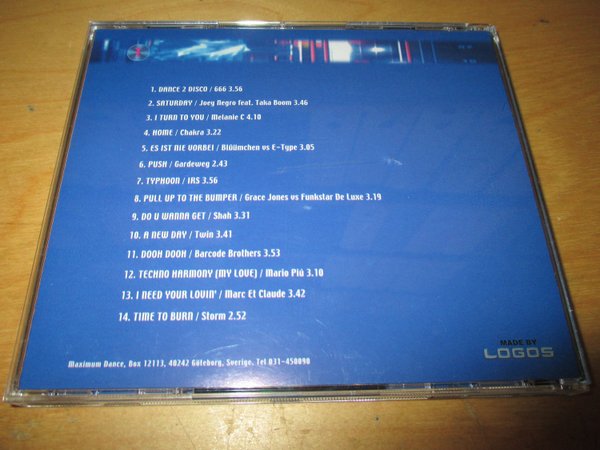 1. DANCE 2 DISCO / 666 3.56
2. SATURDAY / Joey Negro feat. Taka Boom 3.46
3. I TURN TO YOU / Melanie C 4.10
4. HOME / Chakra 3.22
5. ES IST NIE VORBEI / Blüümchen vs E-Type 3.05
6. PUSH / Gardeweg 2.43
7. TYPHOON / IRS 3.56
8. PULL UP TO THE BUMPER / Grace Jones vs Funkstar De Luxe 3.19
9. DO U WANNA GET / Shah 3.31
10. A NEW DAY / Twin 3.41
11. DOOH DOOH / Barcode Brothers 3.53
12. TECHNO HARMONY (MY LOVE) / Mario Più 3.10
13. I NEED YOUR LOVIN' / Marc Et Claude 3.42
14. TIME TO BURN / Storm 2.52
MADE BY
LOGOS
Maximum Dance, Box 12113, 40242 Göteborg, Sverige. Tel 031-450090